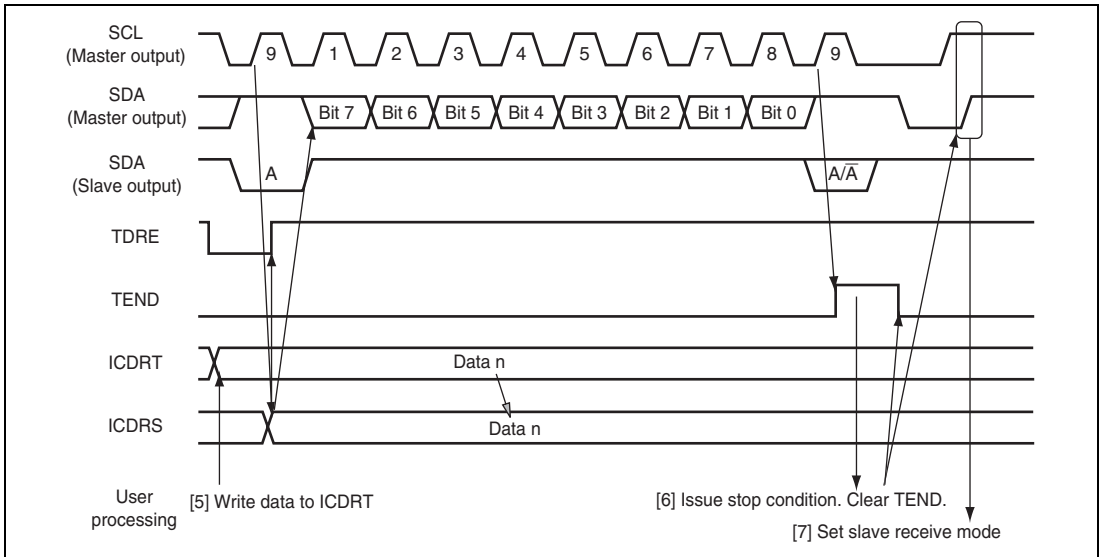 SCL
(Master output)
9 1 2 3 4 5 6 7 8 9
SDA
(Master output)
Bit 7 Bit 6 Bit 5 Bit 4 Bit 3 Bit 2 Bit 1 Bit 0
SDA
(Slave output)
A A/A̅
TDRE
TEND
ICDRT
Data n
ICDRS
Data n
User
processing
[5] Write data to ICDRT
[6] Issue stop condition. Clear TEND.
[7] Set slave receive mode